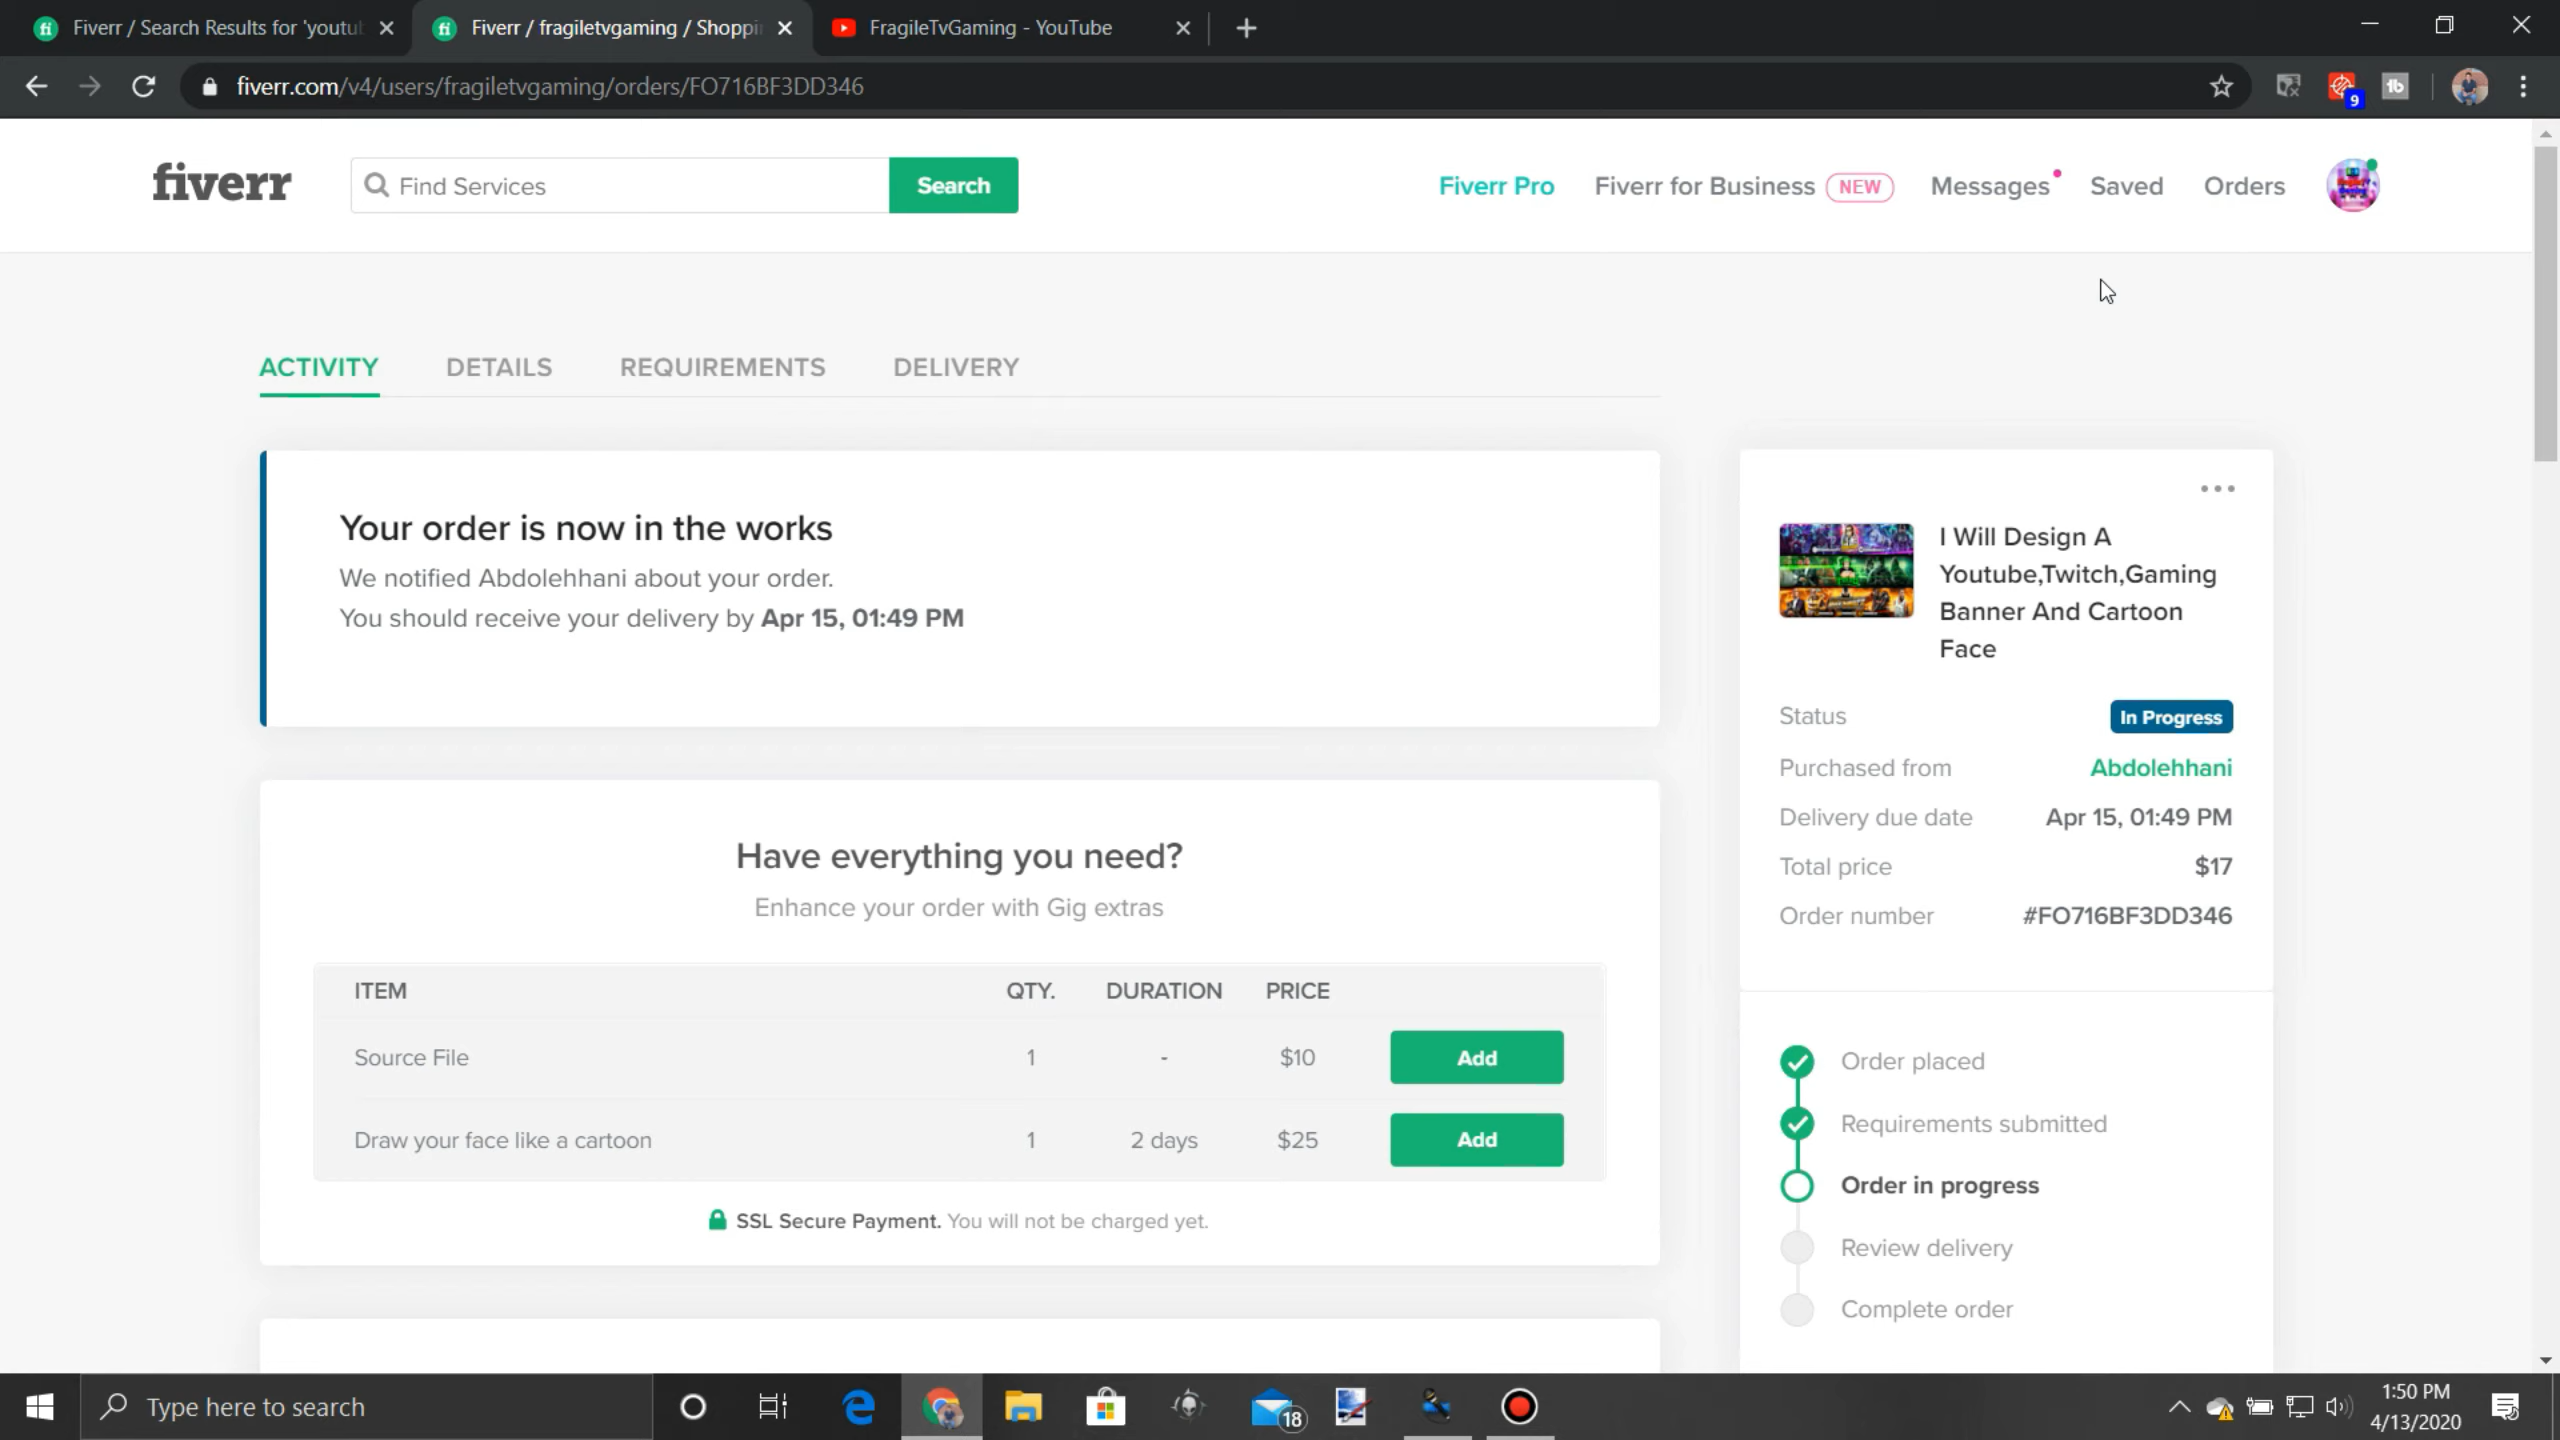 Fiverr / Search Results for 'youtu
Fiverr / fragiletvgaming / Shoppi
FragileTvGaming - YouTube
fiverr.com/v4/users/fragiletvgaming/orders/FO716BF3DD346
9
fiverr
Find Services
Search
Fiverr Pro
Fiverr for Business
NEW
Messages
Saved
Orders
ACTIVITY
DETAILS
REQUIREMENTS
DELIVERY
Your order is now in the works
We notified Abdolehhani about your order.
You should receive your delivery by Apr 15, 01:49 PM
Have everything you need?
Enhance your order with Gig extras
ITEM QTY. DURATION PRICE
Source File 1 - $10 Add
Draw your face like a cartoon 1 2 days $25 Add
SSL Secure Payment. You will not be charged yet.
I Will Design A
Youtube,Twitch,Gaming
Banner And Cartoon
Face
Status In Progress
Purchased from Abdolehhani
Delivery due date Apr 15, 01:49 PM
Total price $17
Order number #FO716BF3DD346
Order placed
Requirements submitted
Order in progress
Review delivery
Complete order
Type here to search
18
1:50 PM
4/13/2020